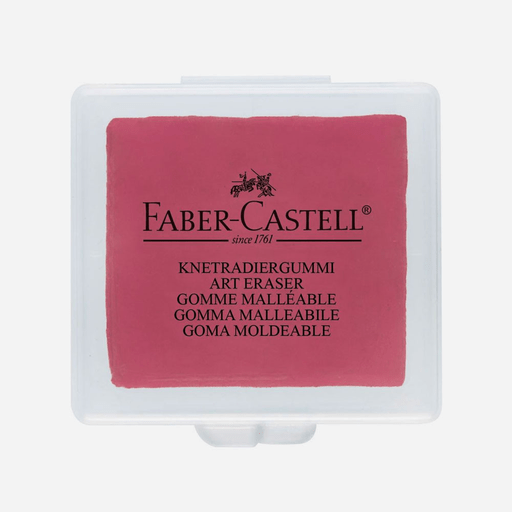 FABER-CASTELL®
since 1761
KNETRADIERGUMMI
ART ERASER
GOMME MALLÉABLE
GOMMA MALLEABILE
GOMA MOLDEABLE